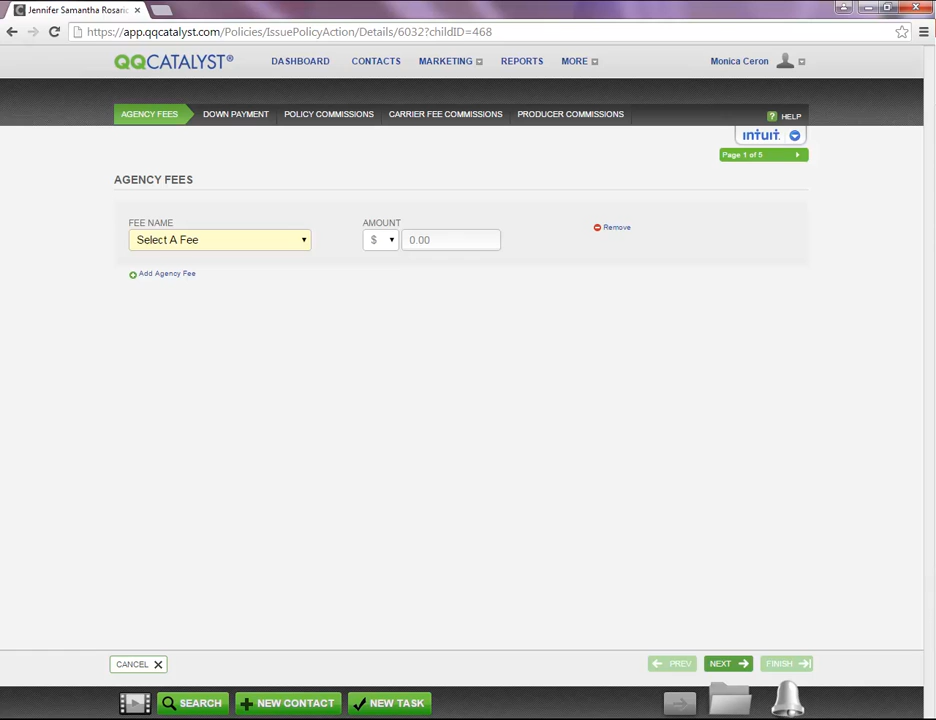 Jennifer Samantha Rosario
https://app.qqcatalyst.com/Policies/IssuePolicyAction/Details/6032?childID=468
QQCATALYST® DASHBOARD CONTACTS MARKETING REPORTS MORE Monica Ceron
AGENCY FEES DOWN PAYMENT POLICY COMMISSIONS CARRIER FEE COMMISSIONS PRODUCER COMMISSIONS ? HELP
intuit.
Page 1 of 5
AGENCY FEES
FEE NAME AMOUNT
Remove
Select A Fee $ 0.00
Add Agency Fee
CANCEL PREV NEXT FINISH
SEARCH NEW CONTACT NEW TASK